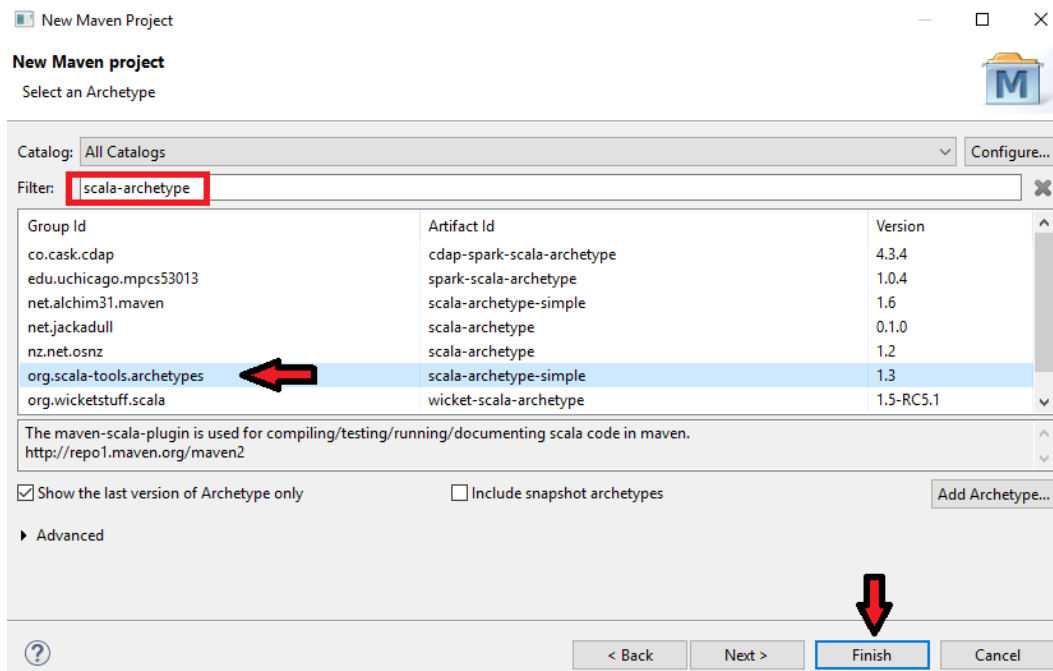 New Maven Project
New Maven project
Select an Archetype
M
Catalog: All Catalogs Configure...
Filter: scala-archetype
Group Id Artifact Id Version
co.cask.cdap cdap-spark-scala-archetype 4.3.4
edu.uchicago.mpcs53013 spark-scala-archetype 1.0.4
net.alchim31.maven scala-archetype-simple 1.6
net.jackadull scala-archetype 0.1.0
nz.net.osnz scala-archetype 1.2
org.scala-tools.archetypes scala-archetype-simple 1.3
org.wicketstuff.scala wicket-scala-archetype 1.5-RC5.1
The maven-scala-plugin is used for compiling/testing/running/documenting scala code in maven.
http://repo1.maven.org/maven2
Show the last version of Archetype only Include snapshot archetypes Add Archetype...
Advanced
? < Back Next > Finish Cancel